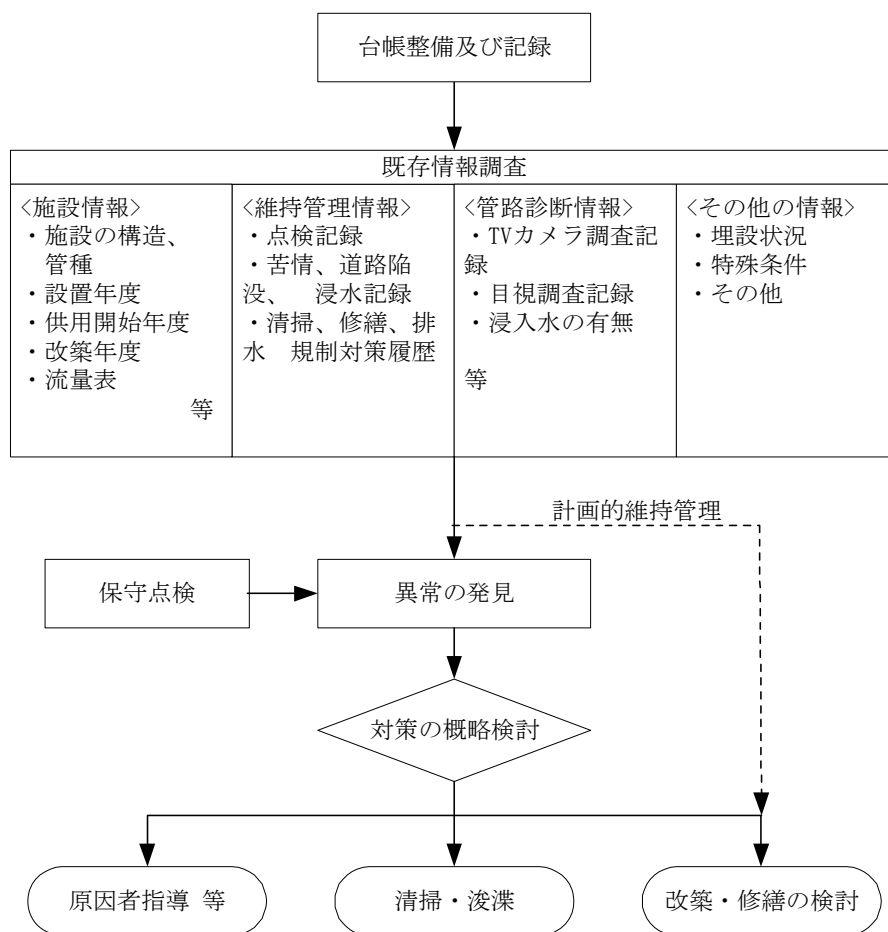 台帳整備及び記録
既存情報調査
<施設情報>
・施設の構造、
管種
・設置年度
・供用開始年度
・改築年度
・流量表
等
<維持管理情報>
・点検記録
・苦情、道路陥
没、　浸水記録
・清掃、修繕、排
水　規制対策履歴
<管路診断情報>
・TVカメラ調査記
録
・目視調査記録
・浸入水の有無
等
<その他の情報>
・埋設状況
・特殊条件
・その他
計画的維持管理
保守点検
異常の発見
対策の概略検討
原因者指導 等
清掃・浚渫
改築・修繕の検討